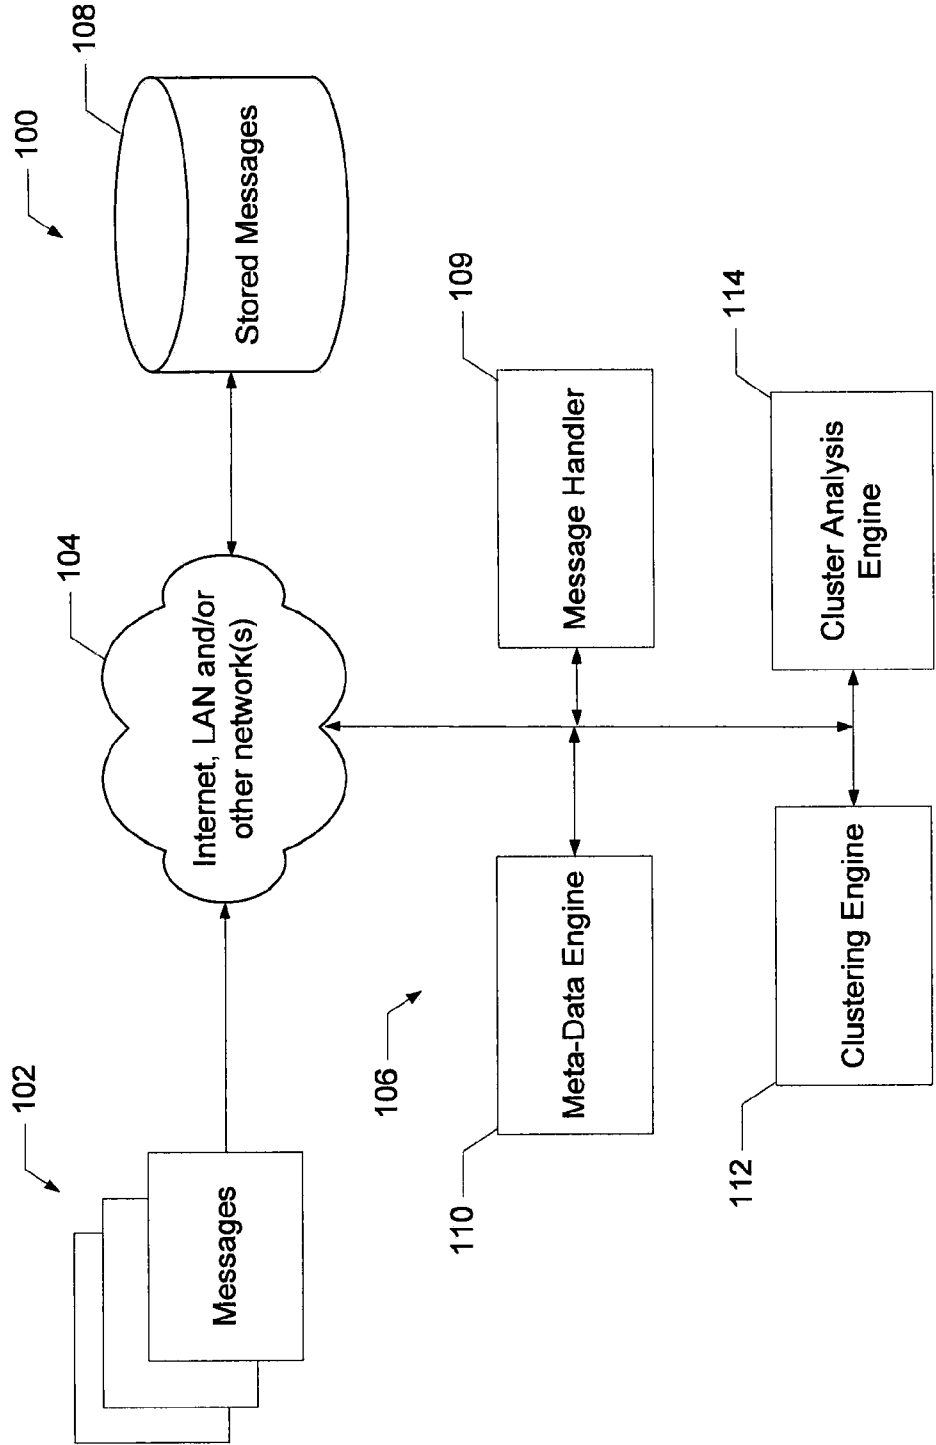 100
102
Messages
104
Internet, LAN and/or
other network(s)
108
Stored Messages
106
110
Meta-Data Engine
109
Message Handler
112
Clustering Engine
114
Cluster Analysis
Engine